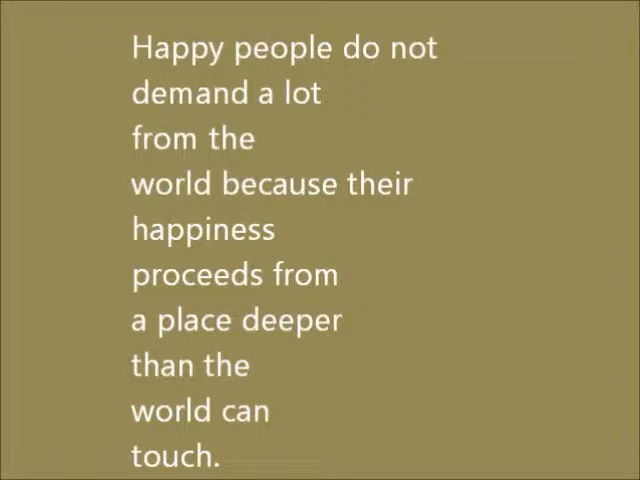 Happy people do not
demand a lot
from the
world because their
happiness
proceeds from
a place deeper
than the
world can
touch.